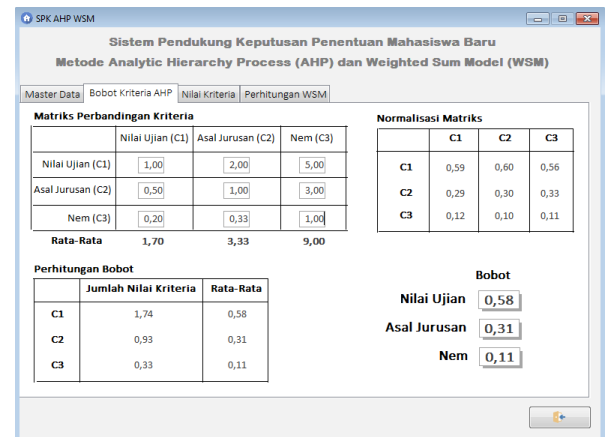 SPK AHP WSM
Sistem Pendukung Keputusan Penentuan Mahasiswa Baru
Metode Analytic Hierarchy Process (AHP) dan Weighted Sum Model (WSM)
Master Data Bobot Kriteria AHP Nilai Kriteria Perhitungan WSM
Matriks Perbandingan Kriteria
Nilai Ujian (C1) Asal Jurusan (C2) Nem (C3)
Nilai Ujian (C1) 1,00 2,00 5,00
Asal Jurusan (C2) 0,50 1,00 3,00
Nem (C3) 0,20 0,33 1,00
Rata-Rata 1,70 3,33 9,00
Normalisasi Matriks
C1 C2 C3
C1 0,59 0,60 0,56
C2 0,29 0,30 0,33
C3 0,12 0,10 0,11
Perhitungan Bobot
Jumlah Nilai Kriteria Rata-Rata
C1 1,74 0,58
C2 0,93 0,31
C3 0,33 0,11
Bobot
Nilai Ujian 0,58
Asal Jurusan 0,31
Nem 0,11